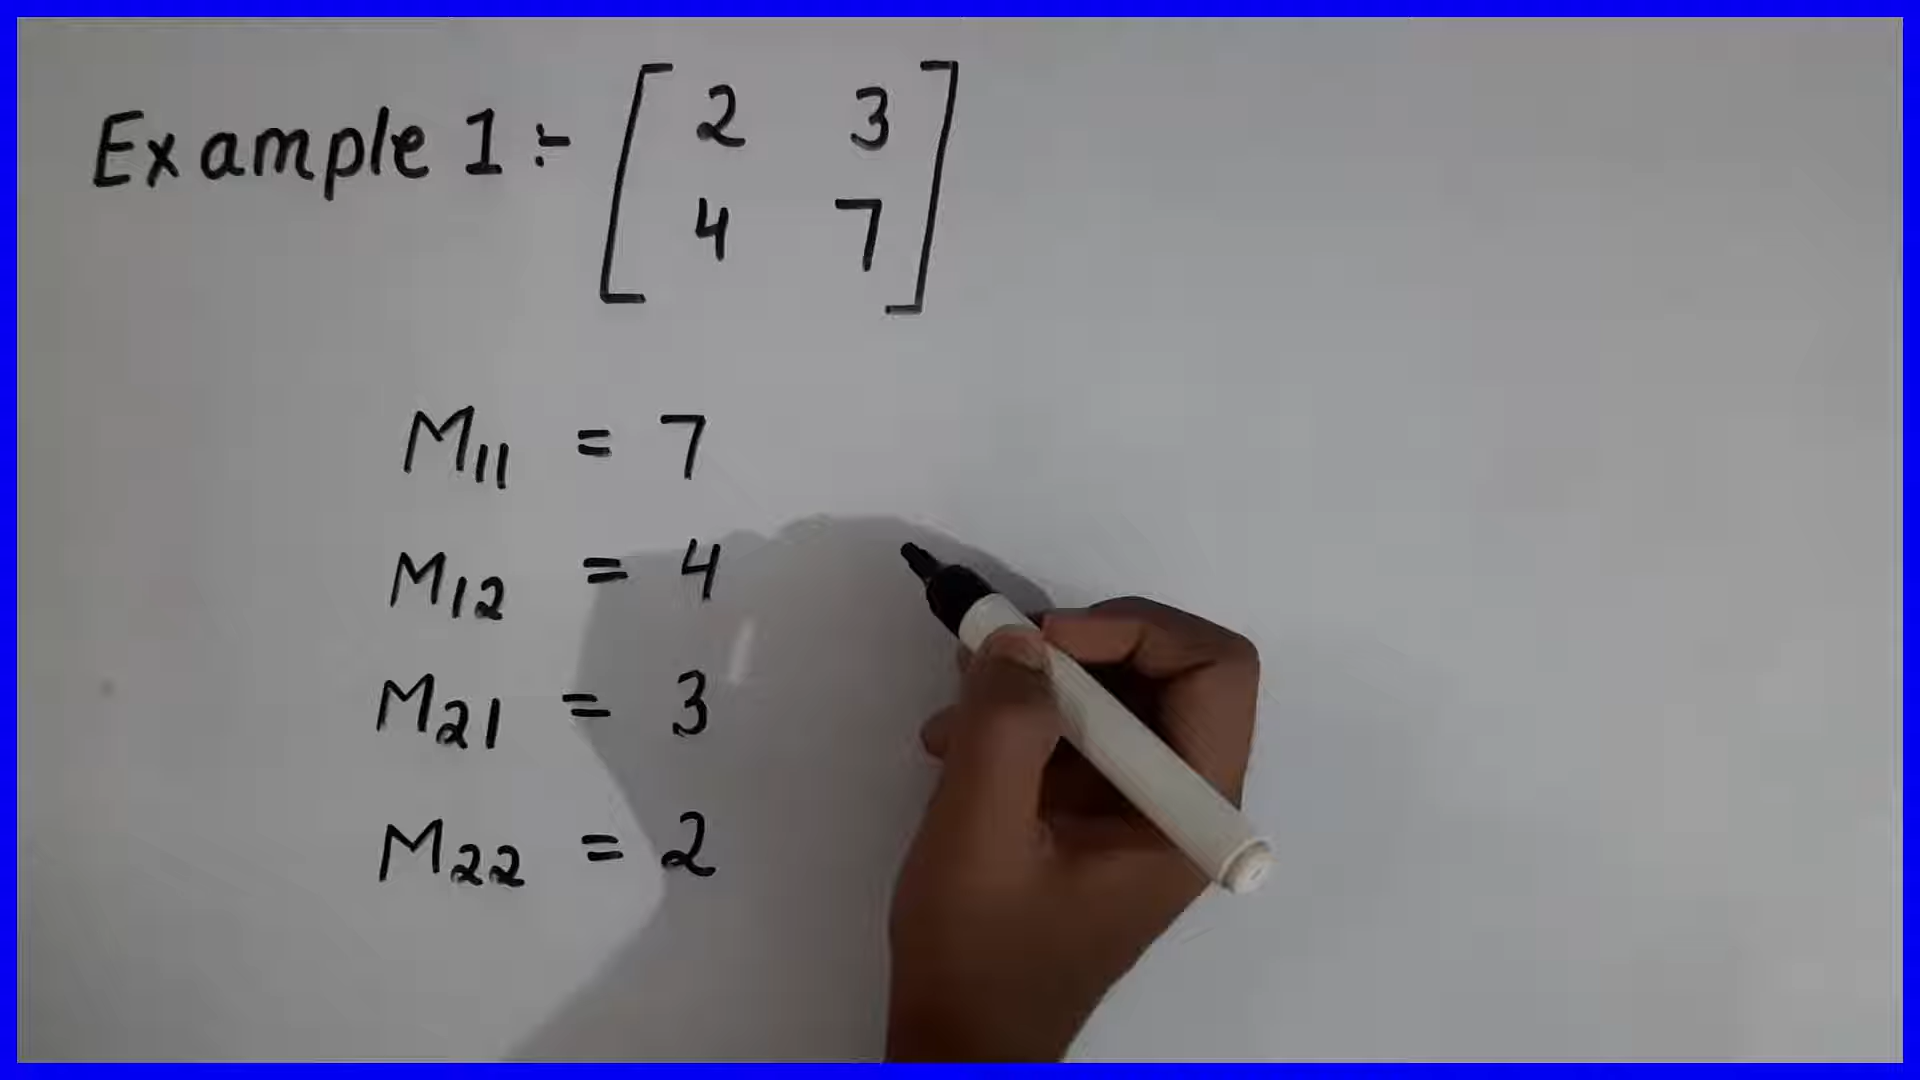 Example 1:- [ 2 3
4 7 ]
M11 = 7
M12 = 4
M21 = 3
M22 = 2